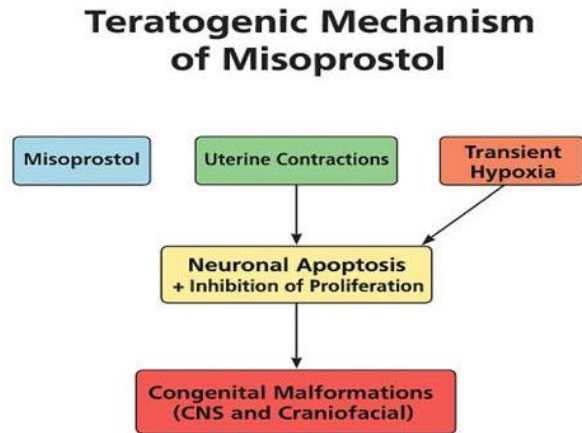 Teratogenic Mechanism
of Misoprostol
Misoprostol
Uterine Contractions
Transient
Hypoxia
Neuronal Apoptosis
+ Inhibition of Proliferation
Congenital Malformations
(CNS and Craniofacial)